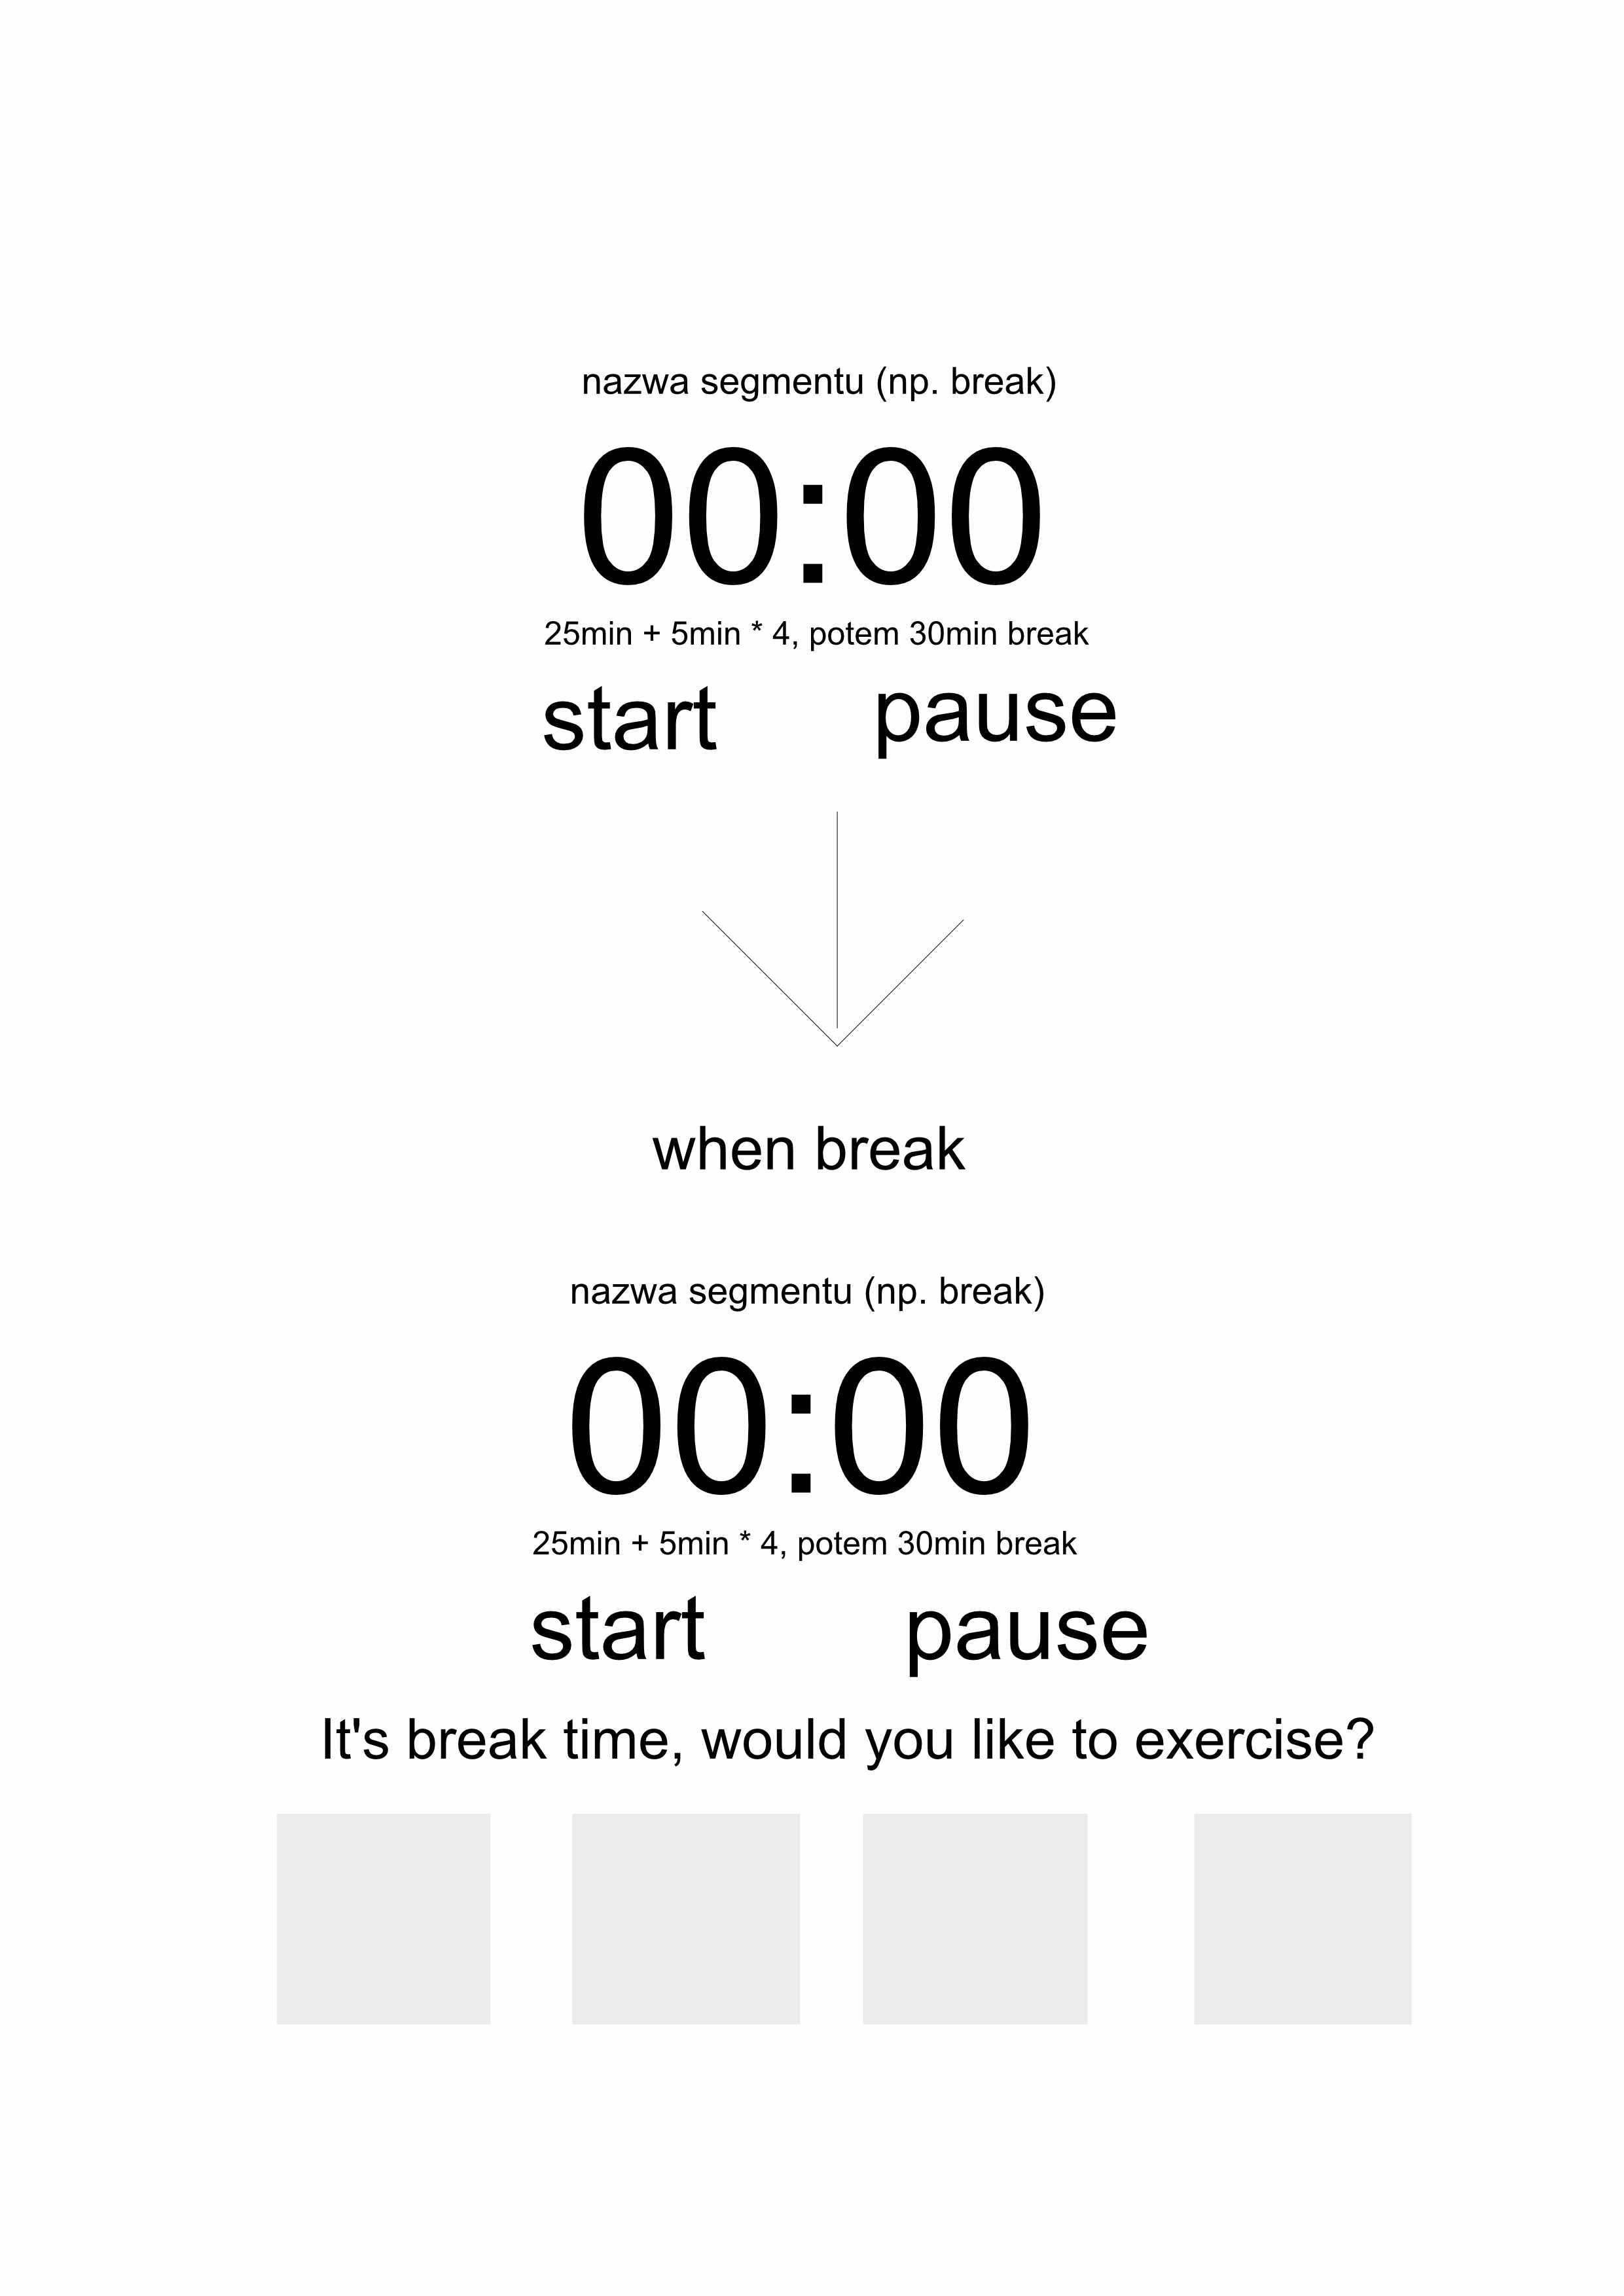 nazwa segmentu (np. break)
00:00
25min + 5min * 4, potem 30min break
start pause
when break
nazwa segmentu (np. break)
00:00
25min + 5min * 4, potem 30min break
start pause
It's break time, would you like to exercise?